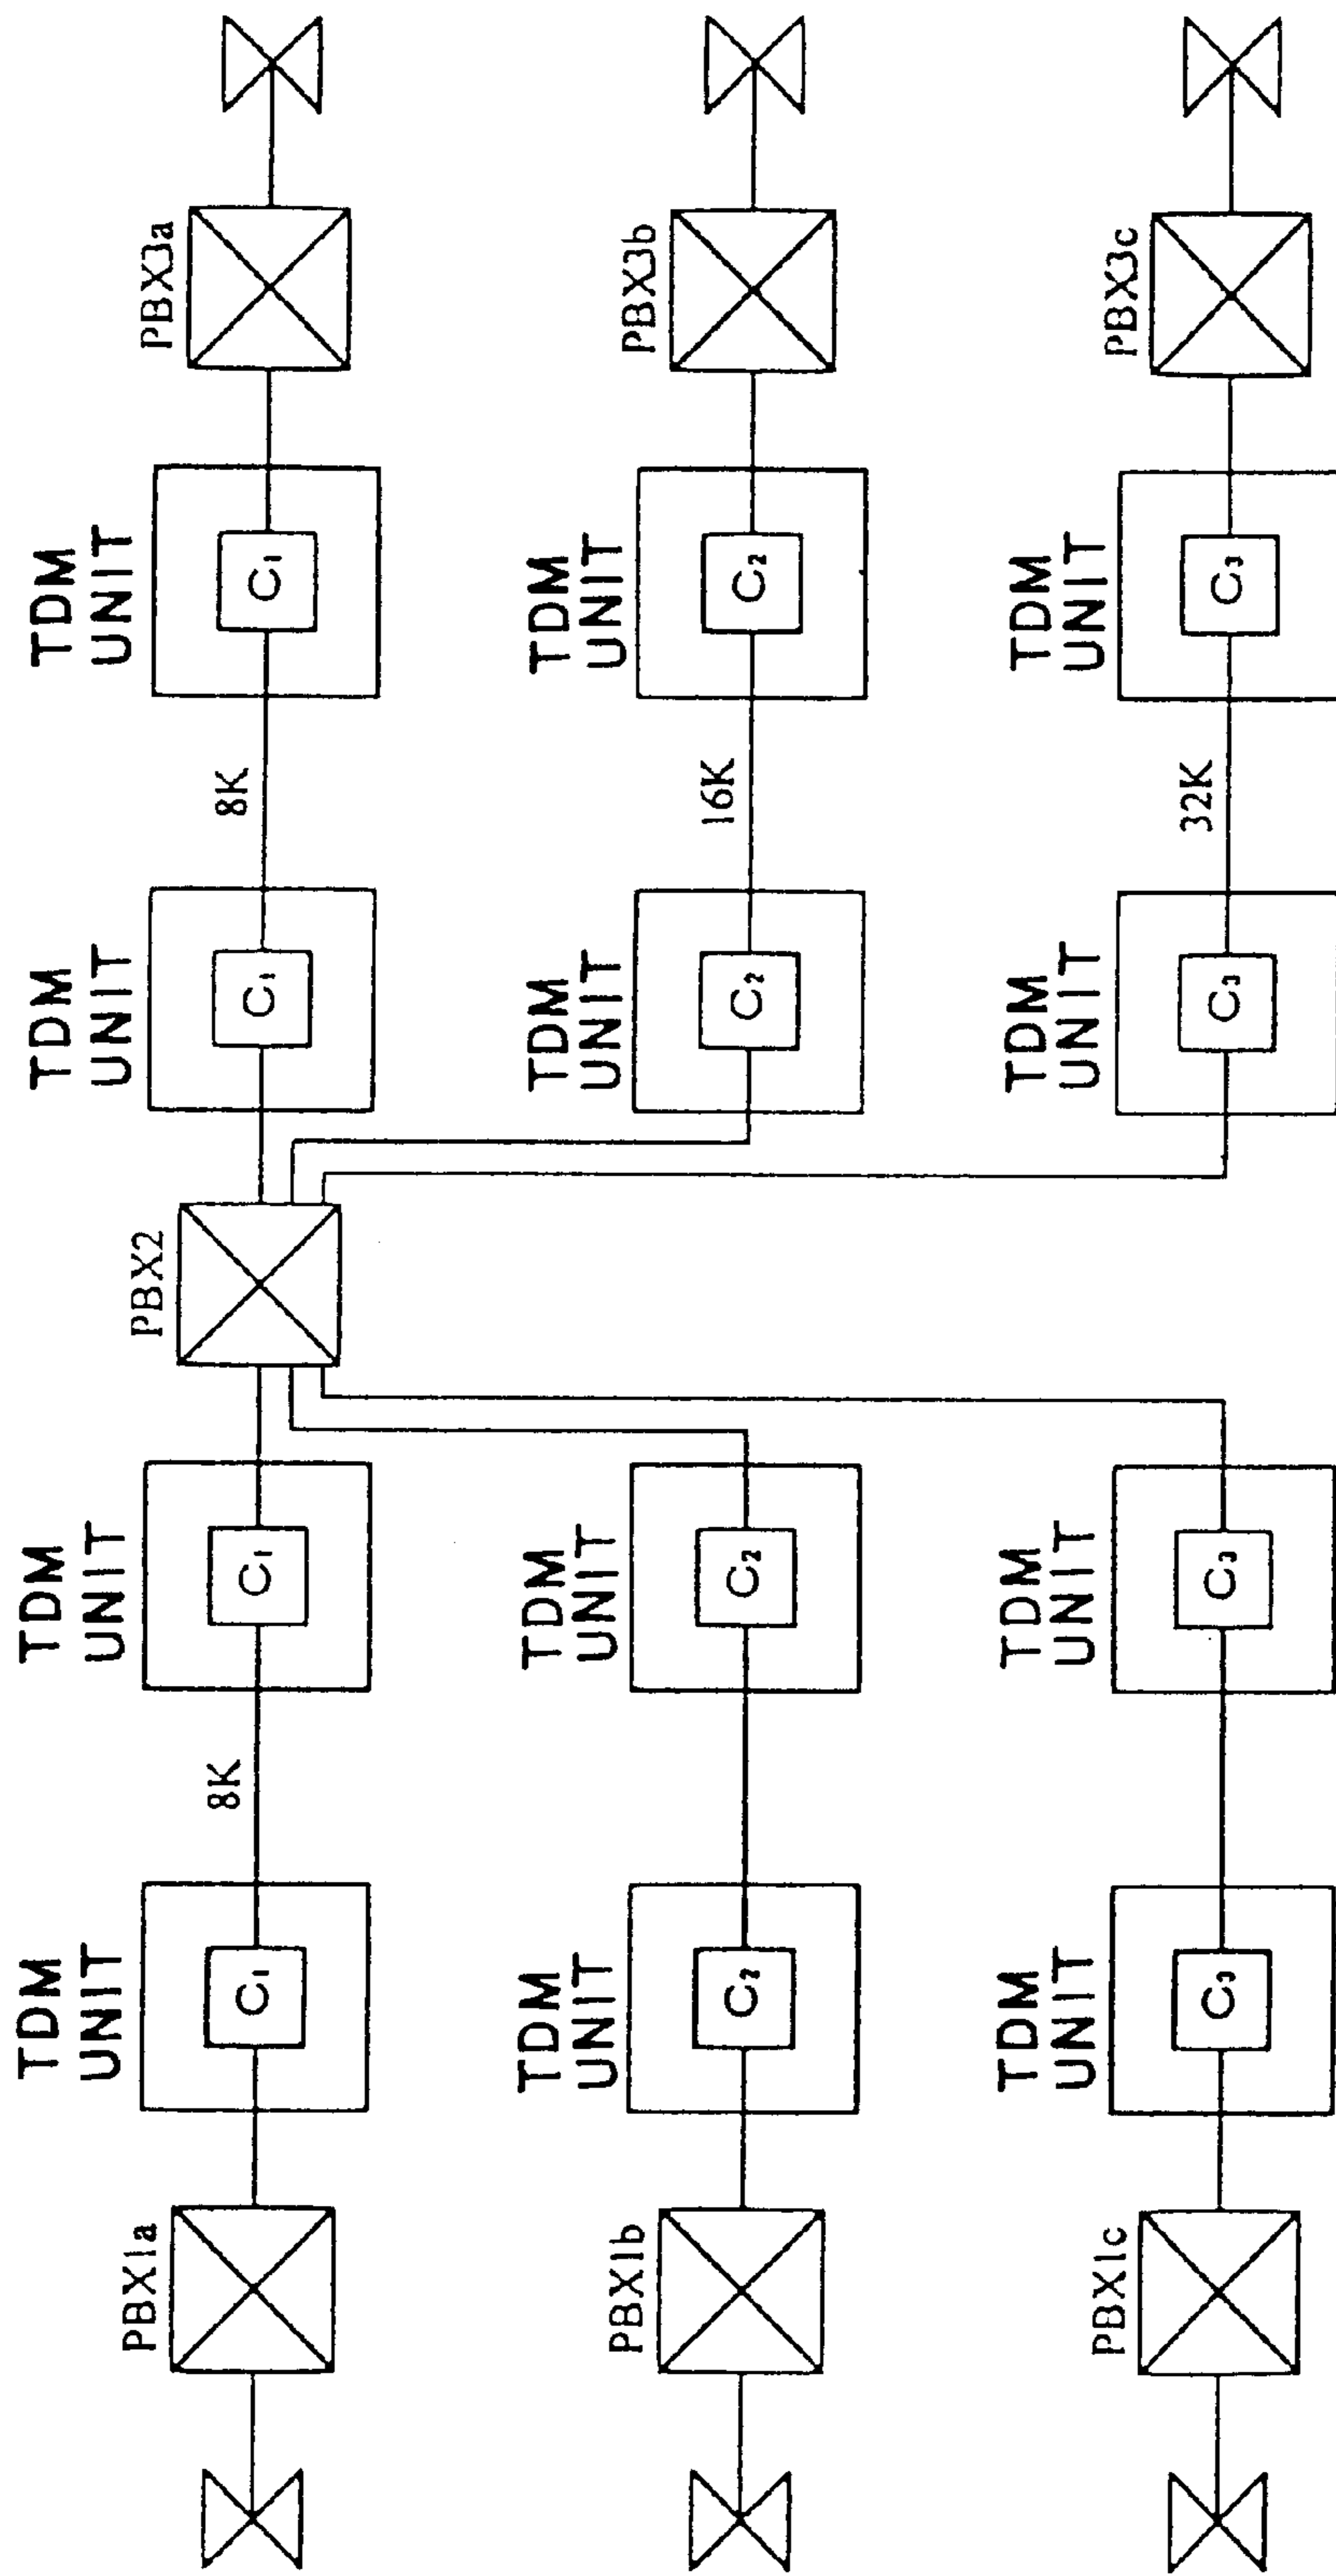 PBX1a
TDM
UNIT
C₁
8K
TDM
UNIT
C₁
PBX2
TDM
UNIT
C₁
8K
TDM
UNIT
C₁
PBX3a
PBX1b
TDM
UNIT
C₂
TDM
UNIT
C₂
TDM
UNIT
C₂
16K
TDM
UNIT
C₂
PBX3b
PBX1c
TDM
UNIT
C₃
TDM
UNIT
C₃
TDM
UNIT
C₃
32K
TDM
UNIT
C₃
PBX3c